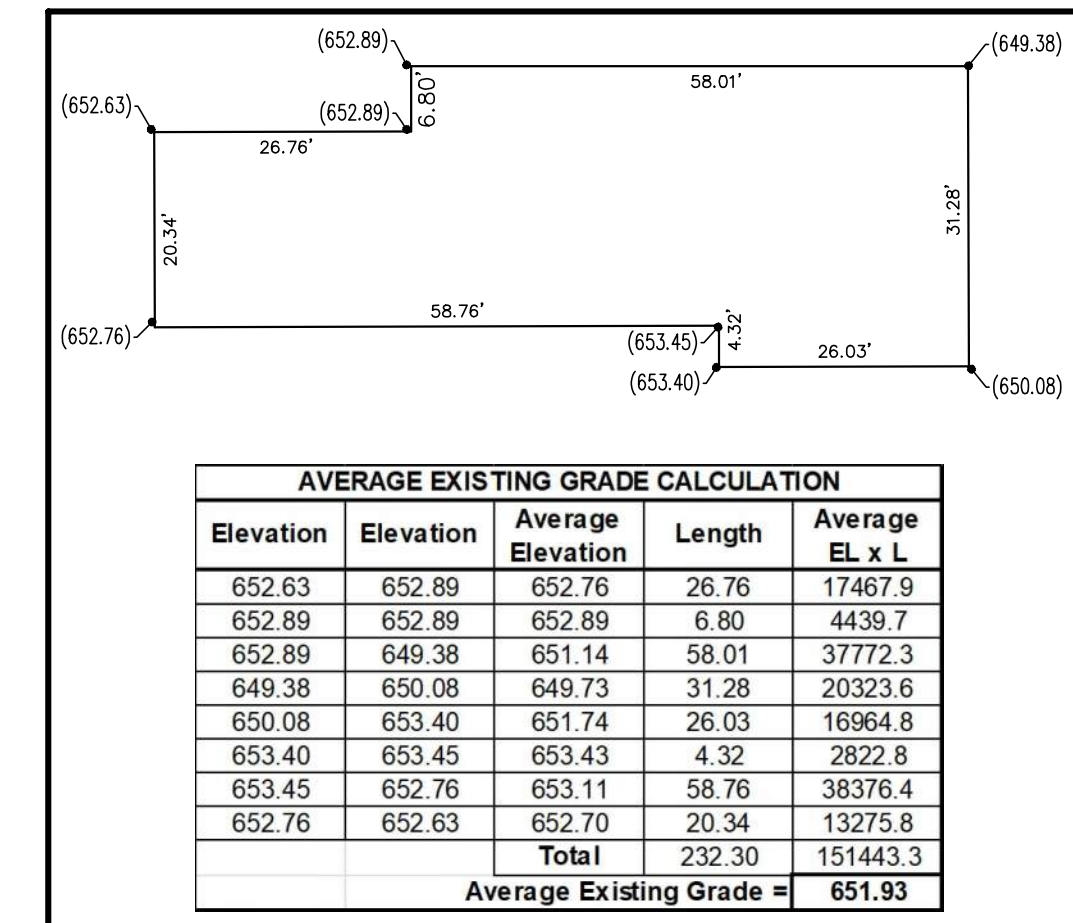 (652.89)
(649.38)
58.01'
6.80'
(652.63)
(652.89)
26.76'
31.28'
20.34'
58.76'
(652.76)
(653.45)
4.32'
26.03'
(653.40)
(650.08)
AVERAGE EXISTING GRADE CALCULATION
Elevation Elevation Average Elevation Length Average EL x L
652.63 652.89 652.76 26.76 17467.9
652.89 652.89 652.89 6.80 4439.7
652.89 649.38 651.14 58.01 37772.3
649.38 650.08 649.73 31.28 20323.6
650.08 653.40 651.74 26.03 16964.8
653.40 653.45 653.43 4.32 2822.8
653.45 652.76 653.11 58.76 38376.4
652.76 652.63 652.70 20.34 13275.8
Total 232.30 151443.3
Average Existing Grade = 651.93